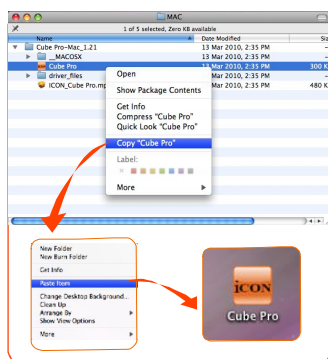 MAC
1 of 5 selected, Zero KB available
Name Date Modified Siz
Cube Pro-Mac_1.21 13 Mar 2010, 2:35 PM –
__MACOSX 13 Mar 2010, 2:35 PM –
Cube Pro 13 Mar 2010, 2:35 PM 300 K
driver_files 13 Mar 2010, 2:35 PM –
ICON_Cube Pro.mp 13 Mar 2010, 2:35 PM 480 K
Open
Show Package Contents
Get Info
Compress “Cube Pro”
Quick Look “Cube Pro”
Copy “Cube Pro”
Label:
×
More
New Folder
New Burn Folder
Get Info
Paste Item
Change Desktop Background...
Clean Up
Arrange By
Show View Options
More
iCON
Cube Pro